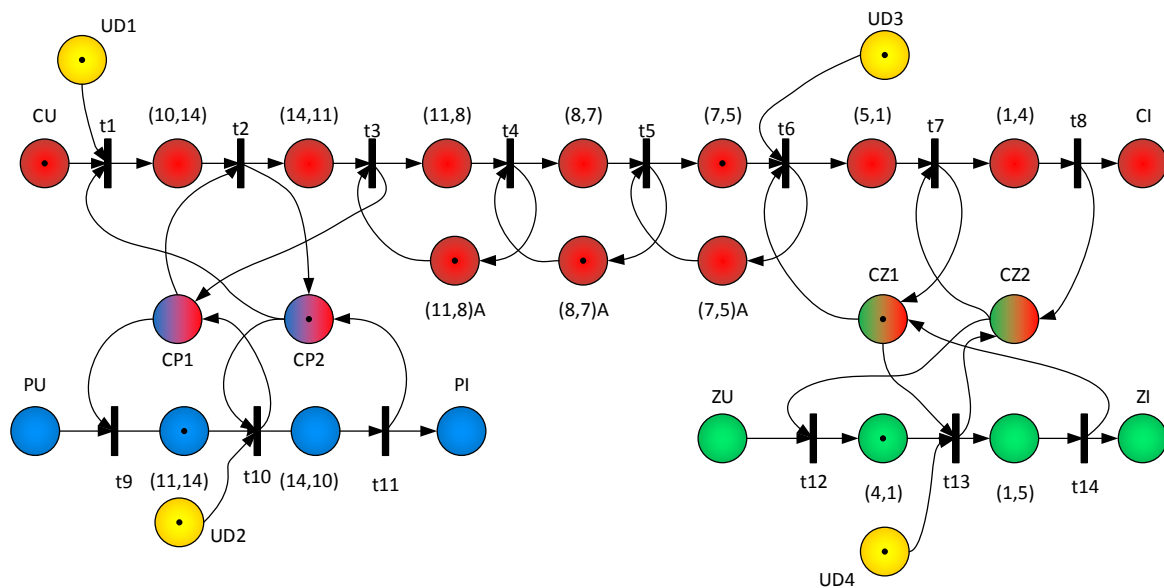 UD1
UD3
CU
t1
(10,14)
t2
(14,11)
t3
(11,8)
t4
(8,7)
t5
(7,5)
t6
(5,1)
t7
(1,4)
t8
CI
(11,8)A
(8,7)A
(7,5)A
CZ1
CZ2
CP1
CP2
PU
PI
ZU
ZI
t9
(11,14)
t10
(14,10)
t11
t12
(4,1)
t13
(1,5)
t14
UD2
UD4